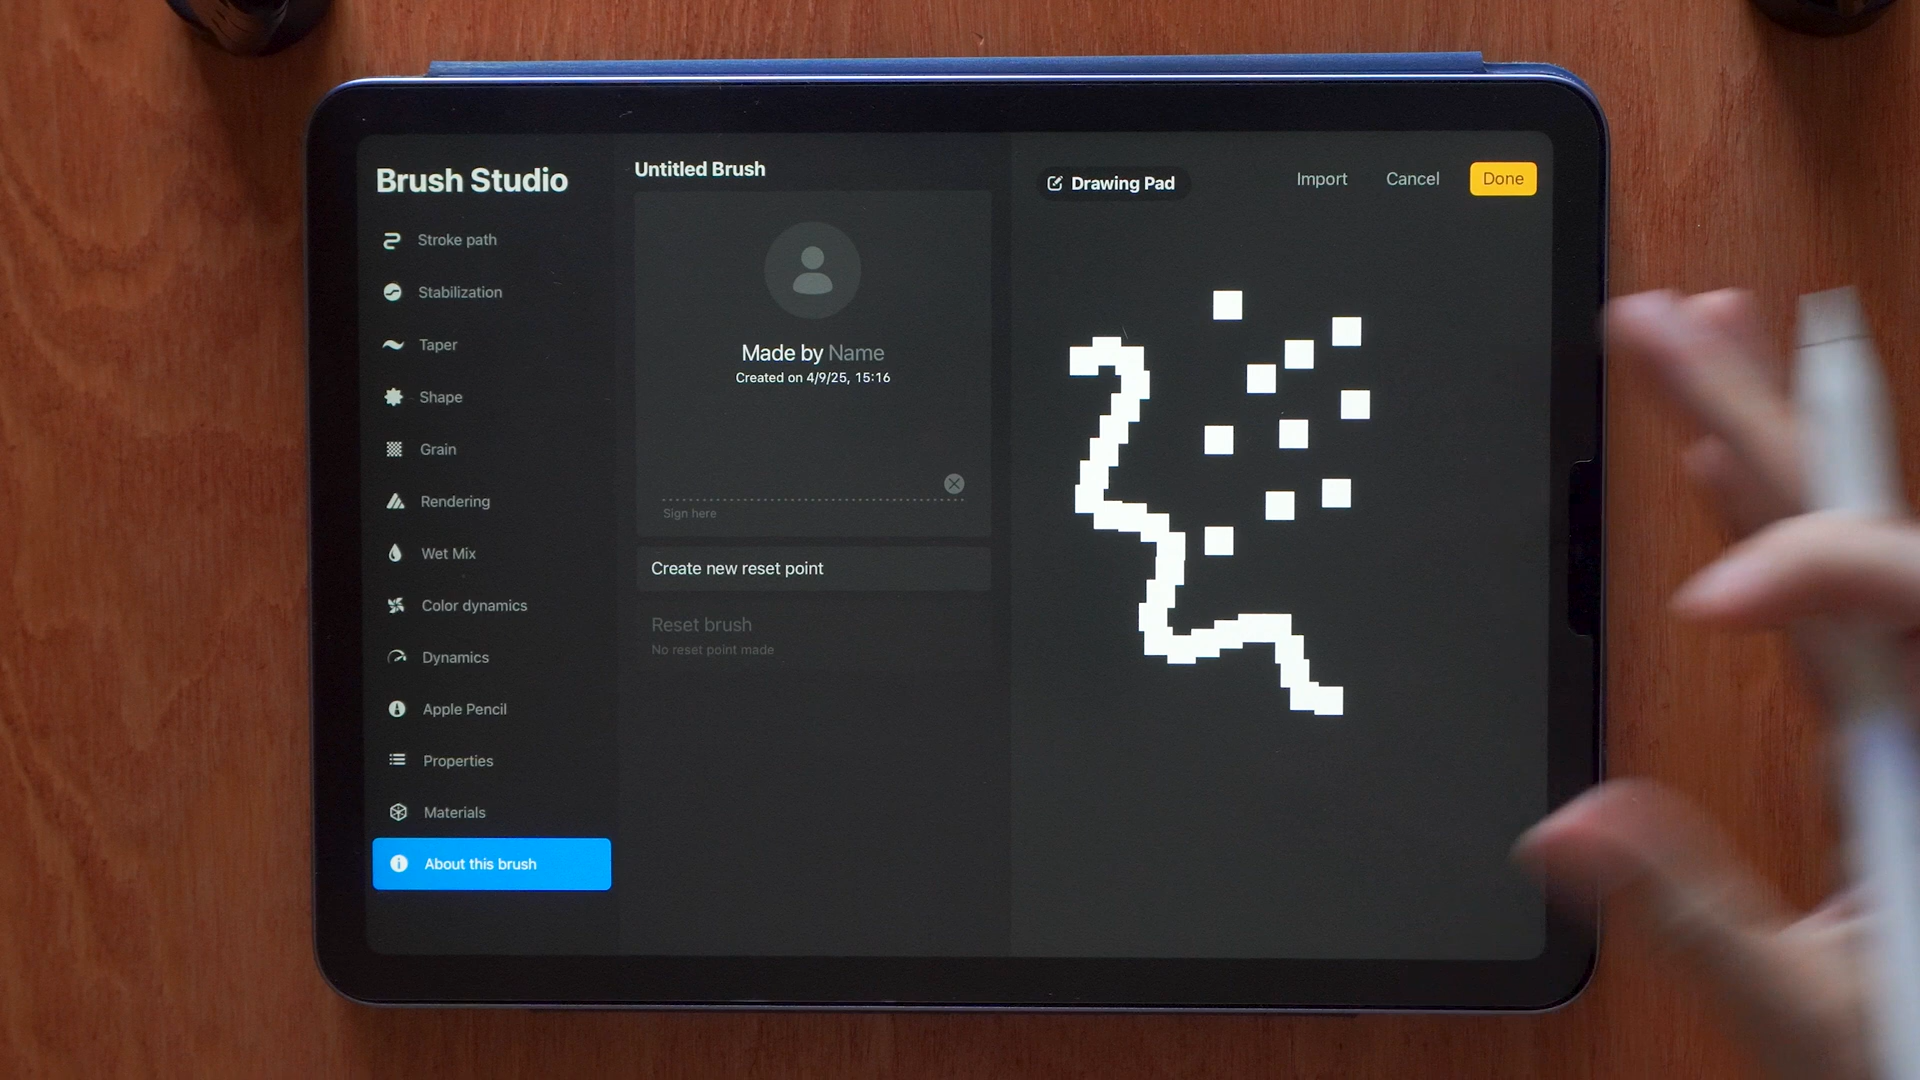 Brush Studio
Stroke path
Stabilization
Taper
Shape
Grain
Rendering
Wet Mix
Color dynamics
Dynamics
Apple Pencil
Properties
Materials
About this brush
Untitled Brush
Made by Name
Created on 4/9/25, 15:16
Sign here
Create new reset point
Reset brush
No reset point made
Drawing Pad
Import
Cancel
Done